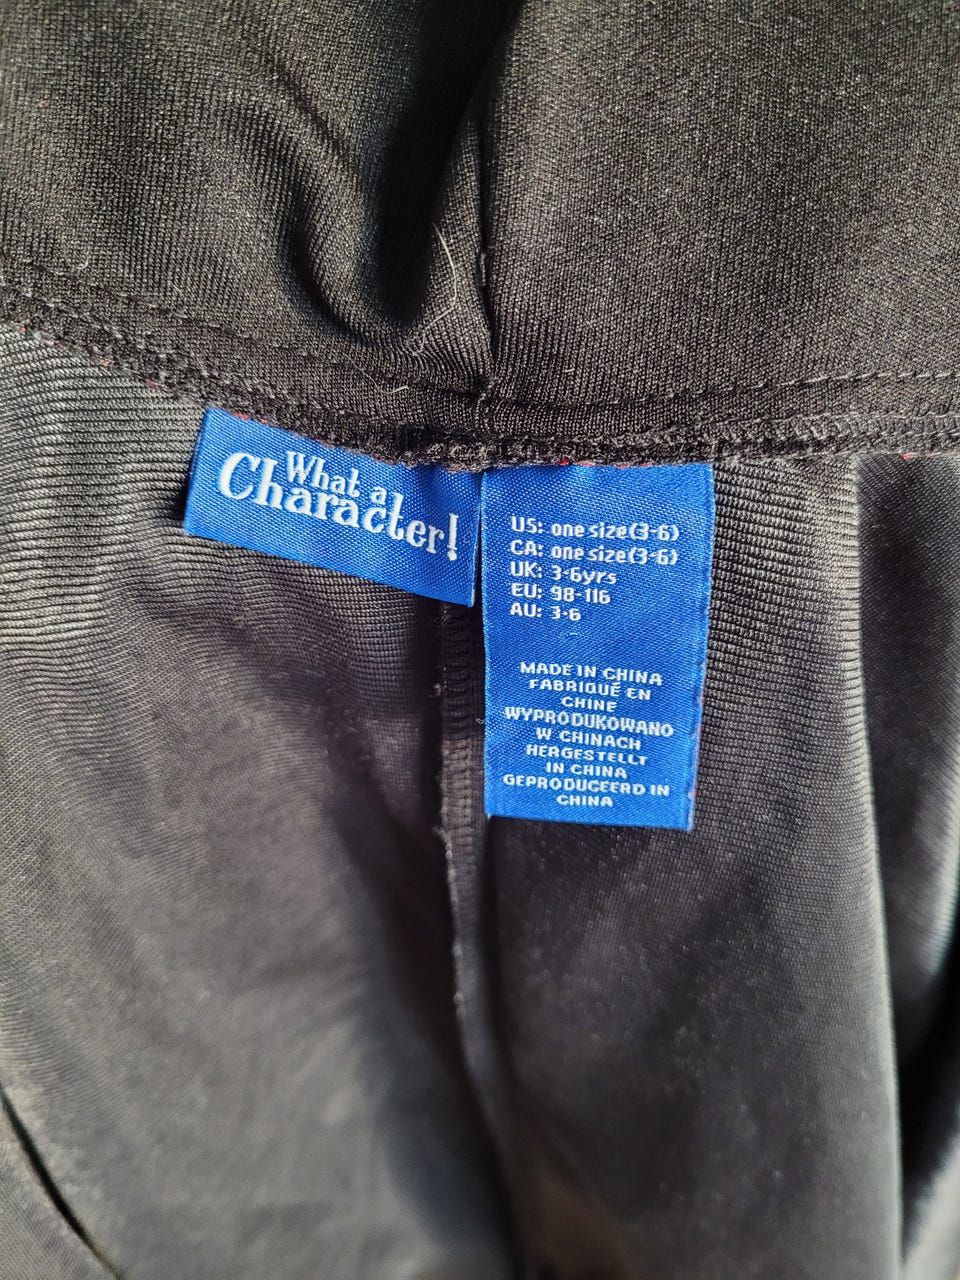 What a
Character!
US: one size(3-6)
CA: one size(3-6)
UK: 3-6yrs
EU: 98-116
AU: 3-6
MADE IN CHINA
FABRIQUÉ EN
CHINE
WYPRODUKOWANO
W CHINACH
HERGESTELLT
IN CHINA
GEPRODUCEERD IN
CHINA